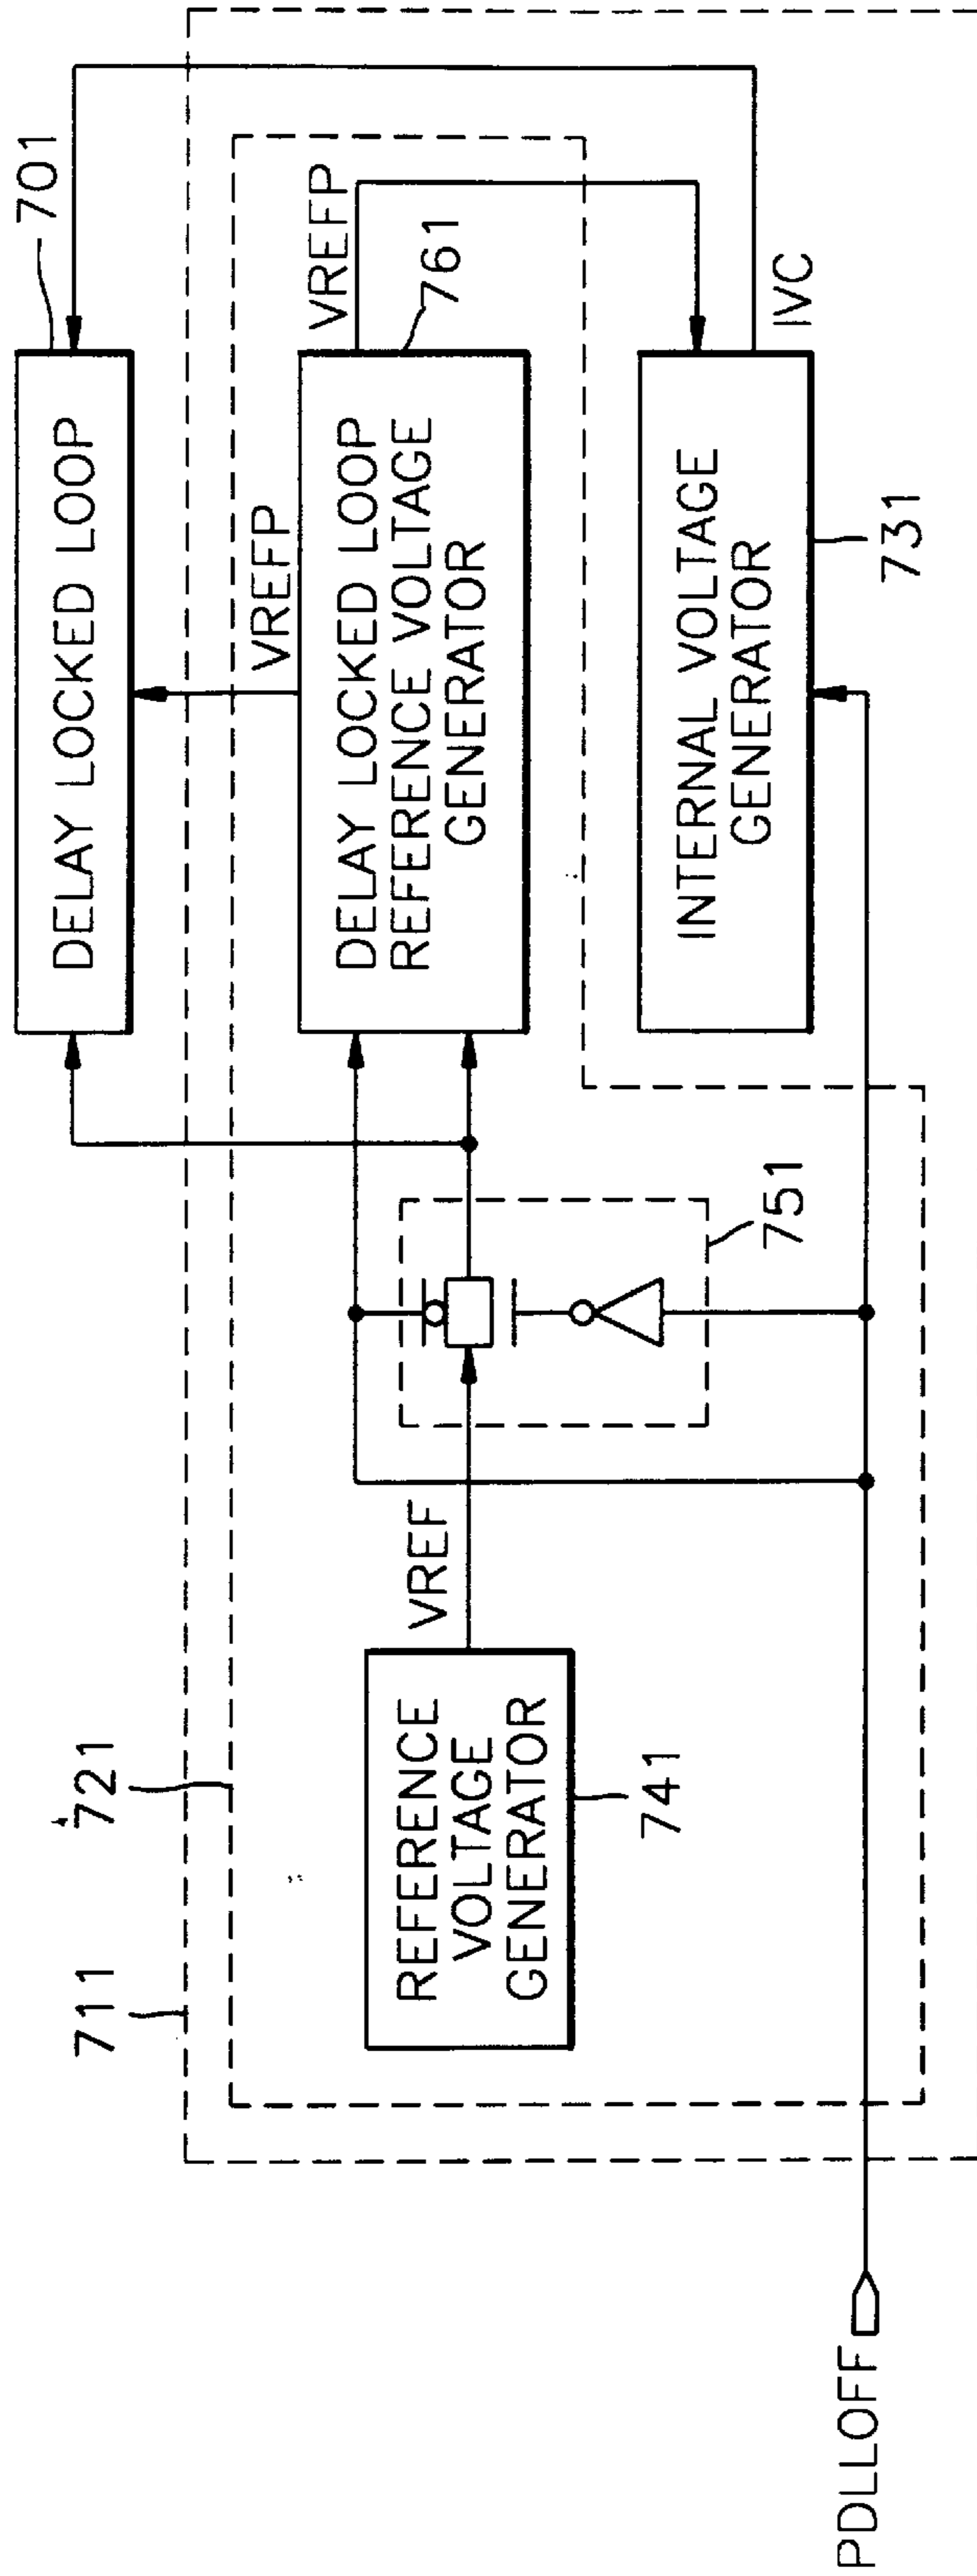 DELAY LOCKED LOOP
701
711
721
VREFP
VREFP
DELAY LOCKED LOOP
REFERENCE VOLTAGE
GENERATOR
761
VREF
REFERENCE
VOLTAGE
GENERATOR
741
751
INTERNAL VOLTAGE
GENERATOR
IVC
731
PDLLOFF